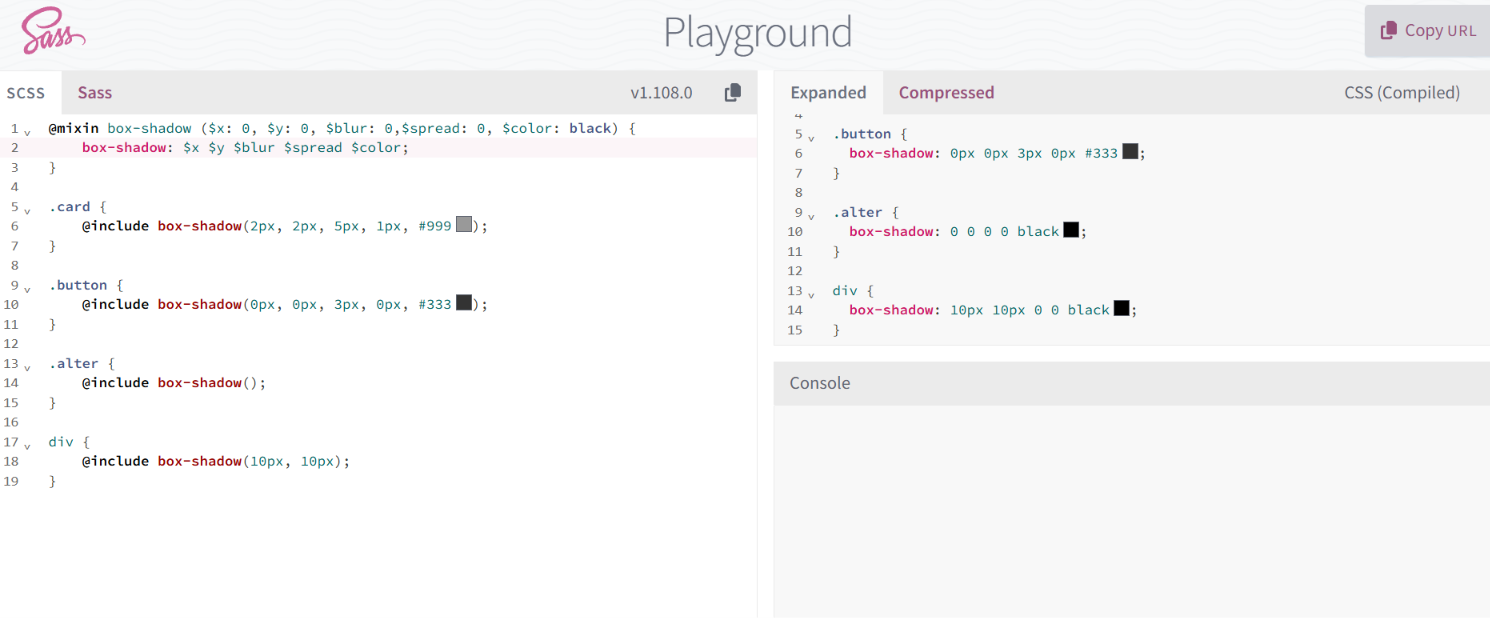 Sass
Playground
Copy URL
SCSS
Sass
v1.108.0
1 @mixin box-shadow ($x: 0, $y: 0, $blur: 0,$spread: 0, $color: black) {
2 box-shadow: $x $y $blur $spread $color;
3 }
4
5 .card {
6 @include box-shadow(2px, 2px, 5px, 1px, #999);
7 }
8
9 .button {
10 @include box-shadow(0px, 0px, 3px, 0px, #333);
11 }
12
13 .alter {
14 @include box-shadow();
15 }
16
17 div {
18 @include box-shadow(10px, 10px);
19 }
Expanded
Compressed
CSS (Compiled)
4
5 .button {
6 box-shadow: 0px 0px 3px 0px #333;
7 }
8
9 .alter {
10 box-shadow: 0 0 0 0 black;
11 }
12
13 div {
14 box-shadow: 10px 10px 0 0 black;
15 }
Console